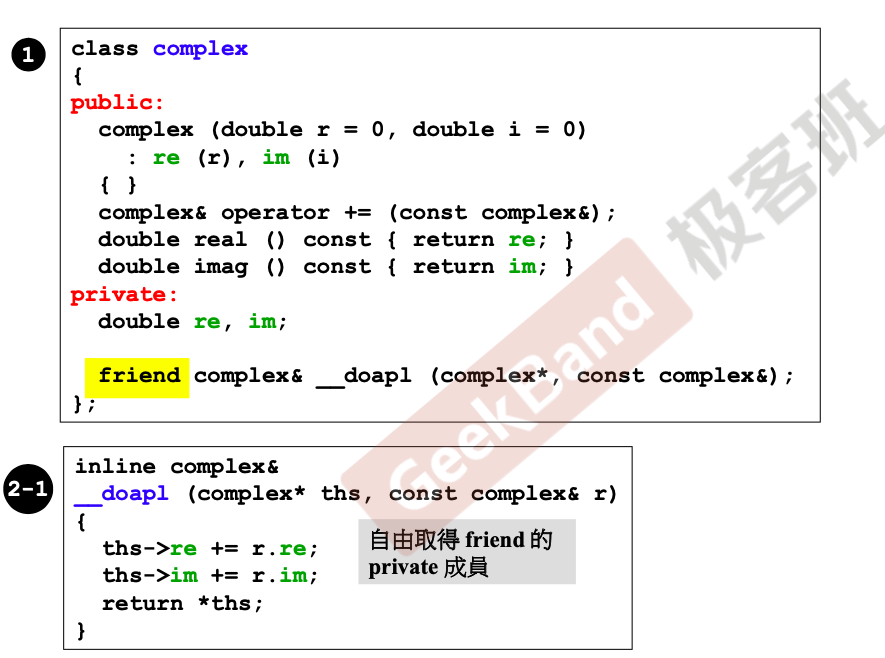 1
class complex
{
public:
  complex (double r = 0, double i = 0)
    : re (r), im (i)
  { }
  complex& operator += (const complex&);
  double real () const { return re; }
  double imag () const { return im; }
private:
  double re, im;
  friend complex& __doapl (complex*, const complex&);
};
2-1
inline complex&
__doapl (complex* ths, const complex& r)
{
  ths->re += r.re;
  ths->im += r.im;
  return *ths;
}
自由取得 friend 的
private 成員
GeekBand 极客班